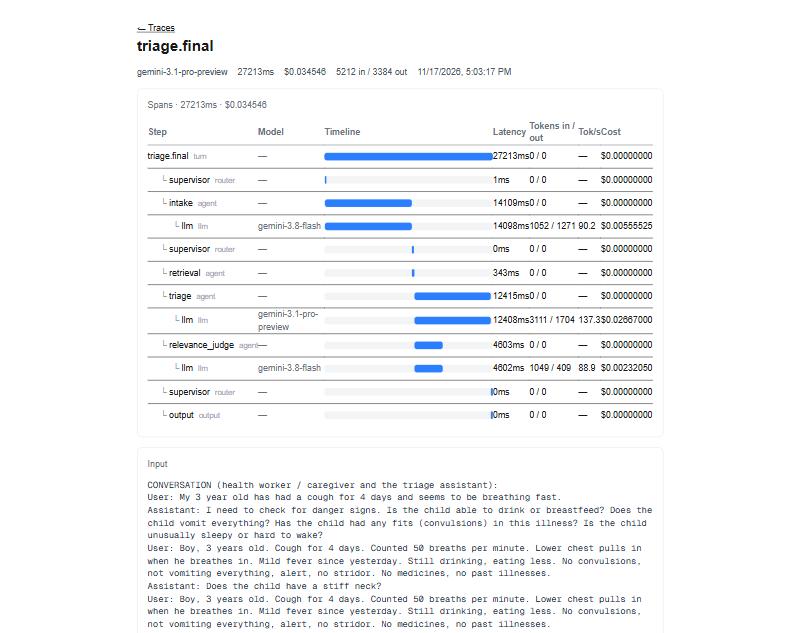 ← Traces
triage.final
gemini-3.1-pro-preview 27213ms $0.034546 5212 in / 3384 out 11/17/2026, 5:03:17 PM
Spans · 27213ms · $0.034546
Step Model Timeline Latency Tokens in / out Tok/s Cost
triage.final turn — 27213ms 0 / 0 — $0.00000000
└ supervisor router — 1ms 0 / 0 — $0.00000000
└ intake agent — 14109ms 0 / 0 — $0.00000000
└ llm llm gemini-3.8-flash 14098ms 1052 / 1271 90.2 $0.00555525
└ supervisor router — 0ms 0 / 0 — $0.00000000
└ retrieval agent — 343ms 0 / 0 — $0.00000000
└ triage agent — 12415ms 0 / 0 — $0.00000000
└ llm llm gemini-3.1-pro-preview 12408ms 3111 / 1704 137.3 $0.02667000
└ relevance_judge agent — 4603ms 0 / 0 — $0.00000000
└ llm llm gemini-3.8-flash 4602ms 1049 / 409 88.9 $0.00232050
└ supervisor router — 0ms 0 / 0 — $0.00000000
└ output output — 0ms 0 / 0 — $0.00000000
Input
CONVERSATION (health worker / caregiver and the triage assistant):
User: My 3 year old has had a cough for 4 days and seems to be breathing fast.
Assistant: I need to check for danger signs. Is the child able to drink or breastfeed? Does the
child vomit everything? Has the child had any fits (convulsions) in this illness? Is the child
unusually sleepy or hard to wake?
User: Boy, 3 years old. Cough for 4 days. Counted 50 breaths per minute. Lower chest pulls in
when he breathes in. Mild fever since yesterday. Still drinking, eating less. No convulsions,
not vomiting everything, alert, no stridor. No medicines, no past illnesses.
Assistant: Does the child have a stiff neck?
User: Boy, 3 years old. Cough for 4 days. Counted 50 breaths per minute. Lower chest pulls in
when he breathes in. Mild fever since yesterday. Still drinking, eating less. No convulsions,
not vomiting everything, alert, no stridor. No medicines, no past illnesses.